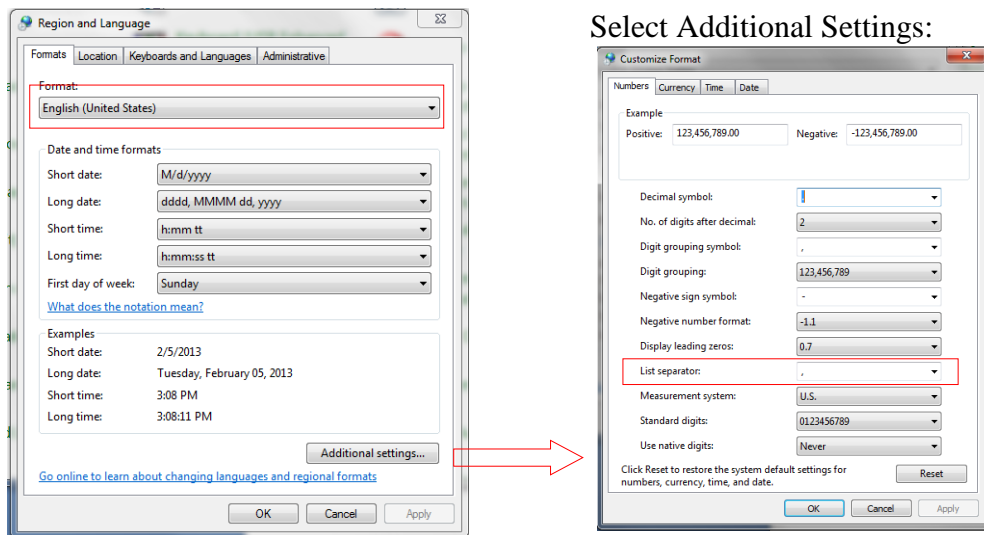 Region and Language
Formats Location Keyboards and Languages Administrative
Format:
English (United States)
Date and time formats
Short date: M/d/yyyy
Long date: dddd, MMMM dd, yyyy
Short time: h:mm tt
Long time: h:mm:ss tt
First day of week: Sunday
What does the notation mean?
Examples
Short date: 2/5/2013
Long date: Tuesday, February 05, 2013
Short time: 3:08 PM
Long time: 3:08:11 PM
Additional settings...
Go online to learn about changing languages and regional formats
OK Cancel Apply
Select Additional Settings:
Customize Format
Numbers Currency Time Date
Example
Positive: 123,456,789.00 Negative: -123,456,789.00
Decimal symbol: .
No. of digits after decimal: 2
Digit grouping symbol: ,
Digit grouping: 123,456,789
Negative sign symbol: -
Negative number format: -1.1
Display leading zeros: 0.7
List separator: ,
Measurement system: U.S.
Standard digits: 0123456789
Use native digits: Never
Click Reset to restore the system default settings for
numbers, currency, time, and date.
Reset
OK Cancel Apply